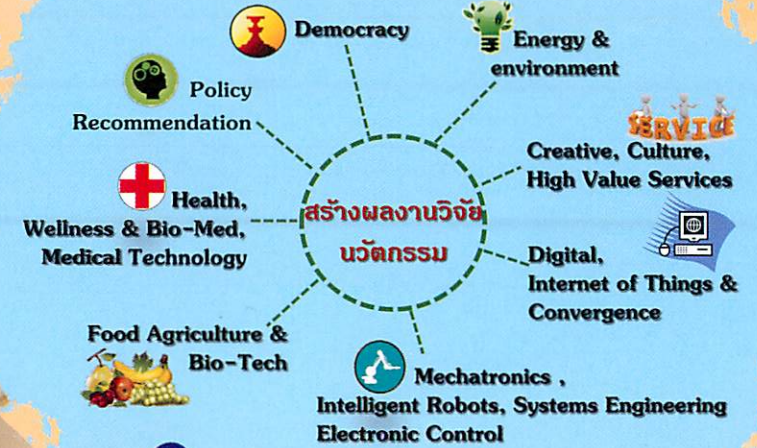 Democracy
Energy &
environment
Policy
Recommendation
SERVICE
Creative, Culture,
High Value Services
Health,
Wellness & Bio-Med,
Medical Technology
สร้างผลงานวิจัย
นวัตกรรม
Digital,
Internet of Things &
Convergence
Food Agriculture &
Bio-Tech
Mechatronics ,
Intelligent Robots, Systems Engineering
Electronic Control